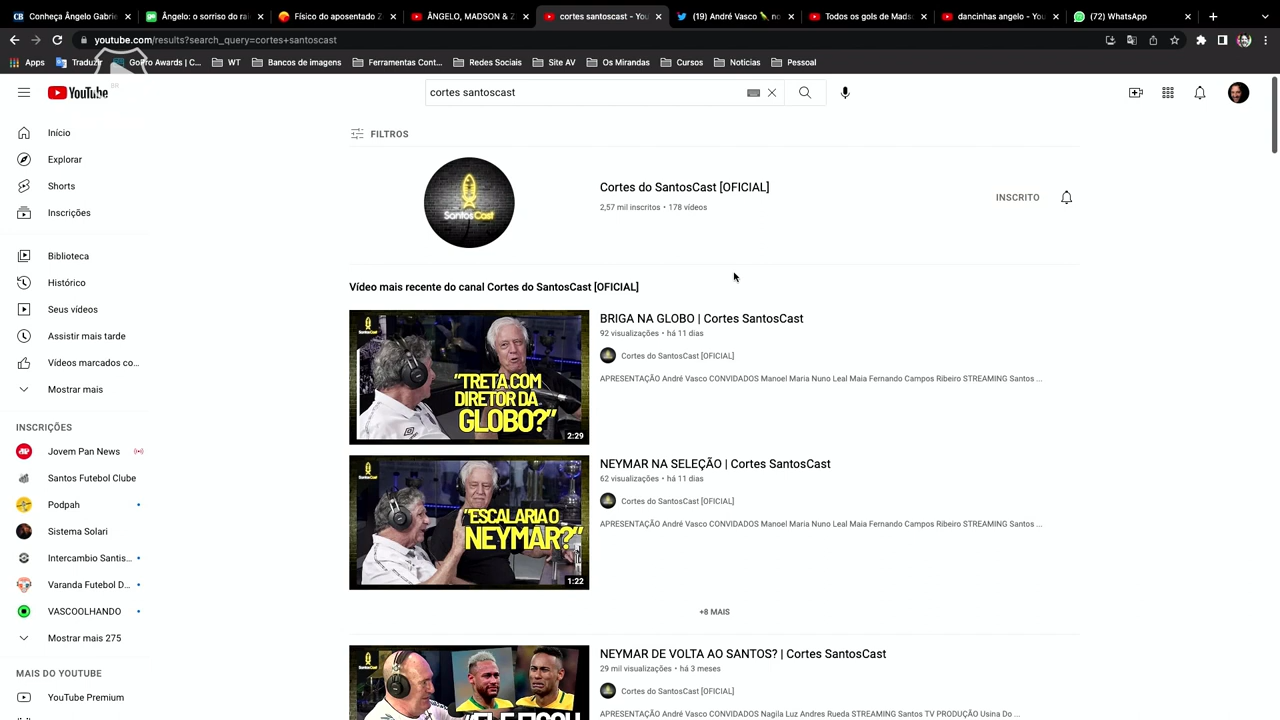 Conheça Ângelo Gabrie
Ângelo: o sorriso do rai
Físico do aposentado Z
ÂNGELO, MADSON & Z
cortes santoscast - You
(19) André Vasco
no
Todos os gols de Mads
dancinhas angelo - You
(72) WhatsApp
youtube.com/results?search_query=cortes+santoscast
Apps
Traduz
GoPro Awards | C...
WT
Bancos de imagens
Ferramentas Cont...
Redes Sociais
Site AV
Os Mirandas
Cursos
Noticias
Pessoal
YouTube
BR
cortes santoscast
Início
Explorar
Shorts
Inscrições
Biblioteca
Histórico
Seus vídeos
Assistir mais tarde
Vídeos marcados co...
Mostrar mais
INSCRIÇÕES
Jovem Pan News
Santos Futebol Clube
Podpah
Sistema Solari
Intercambio Santis...
Varanda Futebol D...
VASCOOLHANDO
Mostrar mais 275
MAIS DO YOUTUBE
YouTube Premium
FILTROS
SantosCast
Cortes do SantosCast [OFICIAL]
2,57 mil inscritos • 178 vídeos
INSCRITO
Vídeo mais recente do canal Cortes do SantosCast [OFICIAL]
"TRETA COM
DIRETOR DA
GLOBO?"
2:29
BRIGA NA GLOBO | Cortes SantosCast
92 visualizações • há 11 dias
Cortes do SantosCast [OFICIAL]
APRESENTAÇÃO André Vasco CONVIDADOS Manoel Maria Nuno Leal Maia Fernando Campos Ribeiro STREAMING Santos ...
"ESCALARIA O
NEYMAR?"
1:22
NEYMAR NA SELEÇÃO | Cortes SantosCast
62 visualizações • há 11 dias
Cortes do SantosCast [OFICIAL]
APRESENTAÇÃO André Vasco CONVIDADOS Manoel Maria Nuno Leal Maia Fernando Campos Ribeiro STREAMING Santos ...
+8 MAIS
NEYMAR DE VOLTA AO SANTOS? | Cortes SantosCast
29 mil visualizações • há 3 meses
Cortes do SantosCast [OFICIAL]
APRESENTAÇÃO André Vasco CONVIDADOS Nagila Luz Andres Rueda STREAMING Santos TV PRODUÇÃO Usina Do ...